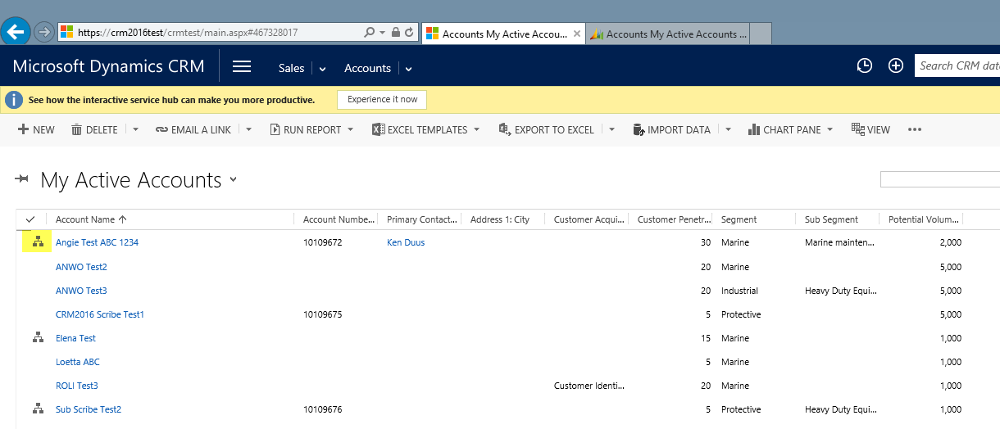 https://crm2016test/crmtest/main.aspx#467328017
Accounts My Active Accou...
Accounts My Active Accounts ...
Microsoft Dynamics CRM
Sales
Accounts
Search CRM data
See how the interactive service hub can make you more productive.
Experience it now
NEW
DELETE
EMAIL A LINK
RUN REPORT
EXCEL TEMPLATES
EXPORT TO EXCEL
IMPORT DATA
CHART PANE
VIEW
My Active Accounts
Account Name Account Numbe... Primary Contact... Address 1: City Customer Acqui... Customer Penetr... Segment Sub Segment Potential Volum...
Angie Test ABC 1234 10109672 Ken Duus 30 Marine Marine mainten... 2,000
ANWO Test2 20 Marine 5,000
ANWO Test3 20 Industrial Heavy Duty Equi... 5,000
CRM2016 Scribe Test1 10109675 5 Protective 5,000
Elena Test 15 Marine 1,000
Loetta ABC 5 Marine 1,000
ROLI Test3 Customer Identi... 20 Marine 1,000
Sub Scribe Test2 10109676 5 Protective Heavy Duty Equi... 1,000